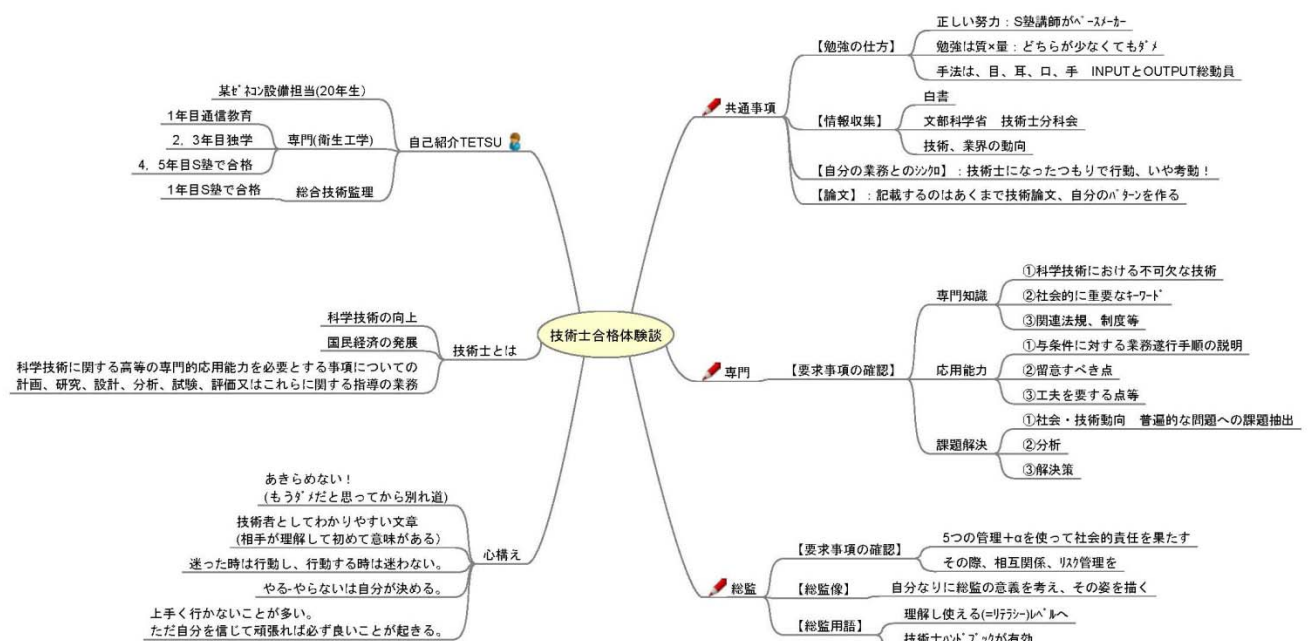 技術士合格体験談
自己紹介TETSU
某ｾﾞﾈｺﾝ設備担当(20年生)
専門(衛生工学)
1年目通信教育
2，3年目独学
4，5年目S塾で合格
総合技術監理
1年目S塾で合格
技術士とは
科学技術の向上
国民経済の発展
科学技術に関する高等の専門的応用能力を必要とする事項についての
計画、研究、設計、分析、試験、評価又はこれらに関する指導の業務
心構え
あきらめない！
(もうﾀﾞﾒだと思ってから別れ道)
技術者としてわかりやすい文章
(相手が理解して初めて意味がある)
迷った時は行動し、行動する時は迷わない。
やる-やらないは自分が決める。
上手く行かないことが多い。
ただ自分を信じて頑張れば必ず良いことが起きる。
共通事項
【勉強の仕方】
正しい努力：S塾講師がﾍﾟｰｽﾒｰｶｰ
勉強は質×量：どちらが少なくてもﾀﾞﾒ
手法は、目、耳、口、手　INPUTとOUTPUT総動員
【情報収集】
白書
文部科学省　技術士分科会
技術、業界の動向
【自分の業務とのｼﾝｸﾛ】：技術士になったつもりで行動、いや考動！
【論文】：記載するのはあくまで技術論文、自分のﾊﾟﾀｰﾝを作る
専門
【要求事項の確認】
専門知識
①科学技術における不可欠な技術
②社会的に重要なｷｰﾜｰﾄﾞ
③関連法規、制度等
応用能力
①与条件に対する業務遂行手順の説明
②留意すべき点
③工夫を要する点等
課題解決
①社会・技術動向　普遍的な問題への課題抽出
②分析
③解決策
総監
【要求事項の確認】
5つの管理+αを使って社会的責任を果たす
その際、相互関係、ﾘｽｸ管理を
【総監像】
自分なりに総監の意義を考え、その姿を描く
【総監用語】
理解し使える(=ﾘﾃﾗｼｰ)ﾚﾍﾞﾙへ
技術士ﾊﾝﾄﾞﾌﾞｯｸが有効